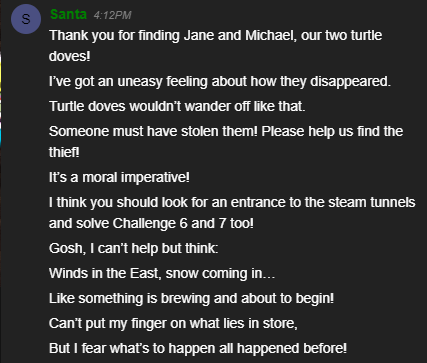 S
Santa 4:12PM
Thank you for finding Jane and Michael, our two turtle
doves!
I've got an uneasy feeling about how they disappeared.
Turtle doves wouldn't wander off like that.
Someone must have stolen them! Please help us find the
thief!
It's a moral imperative!
I think you should look for an entrance to the steam tunnels
and solve Challenge 6 and 7 too!
Gosh, I can't help but think:
Winds in the East, snow coming in…
Like something is brewing and about to begin!
Can't put my finger on what lies in store,
But I fear what's to happen all happened before!